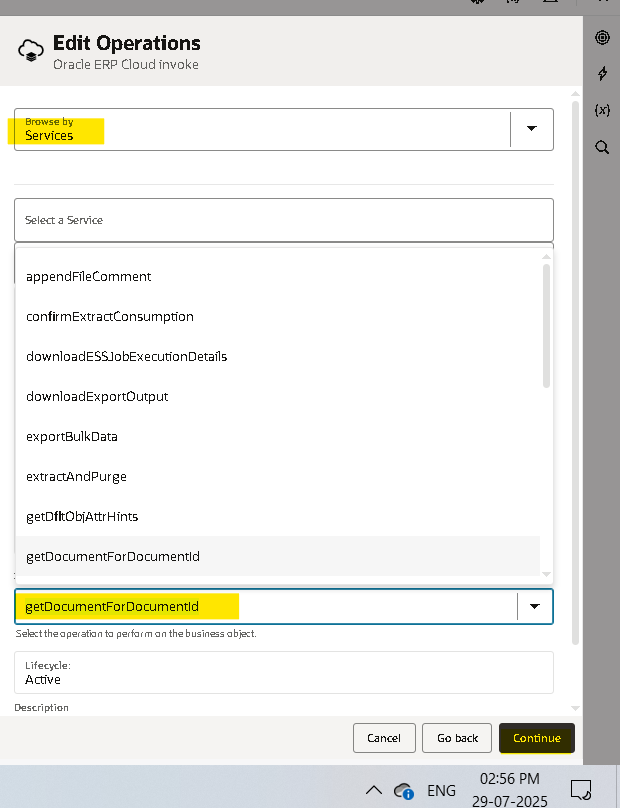 Edit Operations
Oracle ERP Cloud invoke
Browse by
Services
Select a Service
appendFileComment
confirmExtractConsumption
downloadESSJobExecutionDetails
downloadExportOutput
exportBulkData
extractAndPurge
getDfltObjAttrHints
getDocumentForDocumentId
getDocumentForDocumentId
Select the operation to perform on the business object.
Lifecycle:
Active
Description
Cancel
Go back
Continue
ENG
02:56 PM
29-07-2025